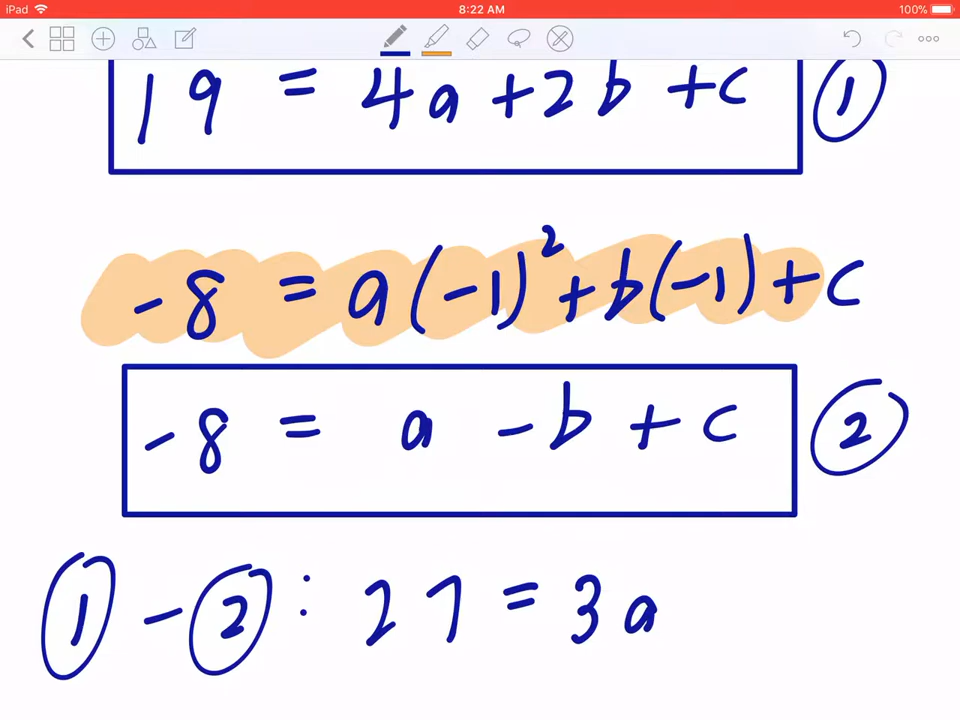 iPad 8:22 AM 100%
19 = 4a + 2b + c ①
-8 = a(-1)² + b(-1) + c
-8 = a - b + c ②
① - ② : 27 = 3a